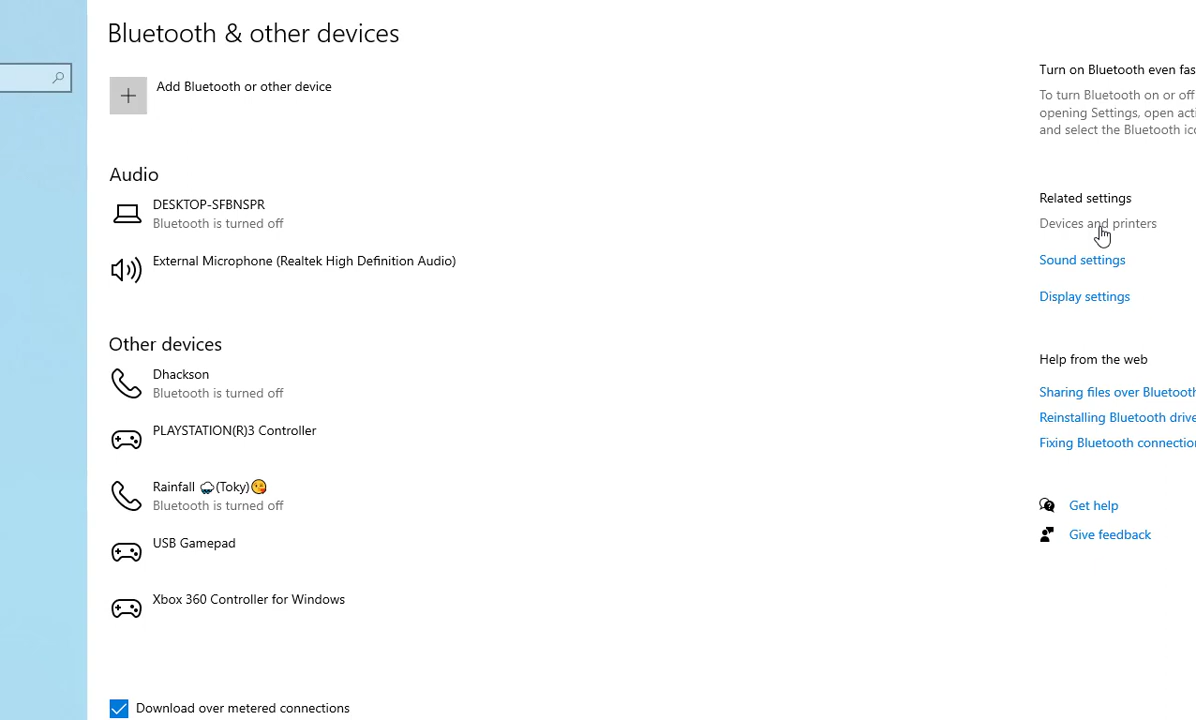 Bluetooth & other devices
Add Bluetooth or other device
Audio
DESKTOP-SFBNSPR
Bluetooth is turned off
External Microphone (Realtek High Definition Audio)
Other devices
Dhackson
Bluetooth is turned off
PLAYSTATION(R)3 Controller
Rainfall 🌧(Toky)😘
Bluetooth is turned off
USB Gamepad
Xbox 360 Controller for Windows
Download over metered connections
Turn on Bluetooth even fas
To turn Bluetooth on or off
opening Settings, open acti
and select the Bluetooth ico
Related settings
Devices and printers
Sound settings
Display settings
Help from the web
Sharing files over Bluetooth
Reinstalling Bluetooth drive
Fixing Bluetooth connection
Get help
Give feedback